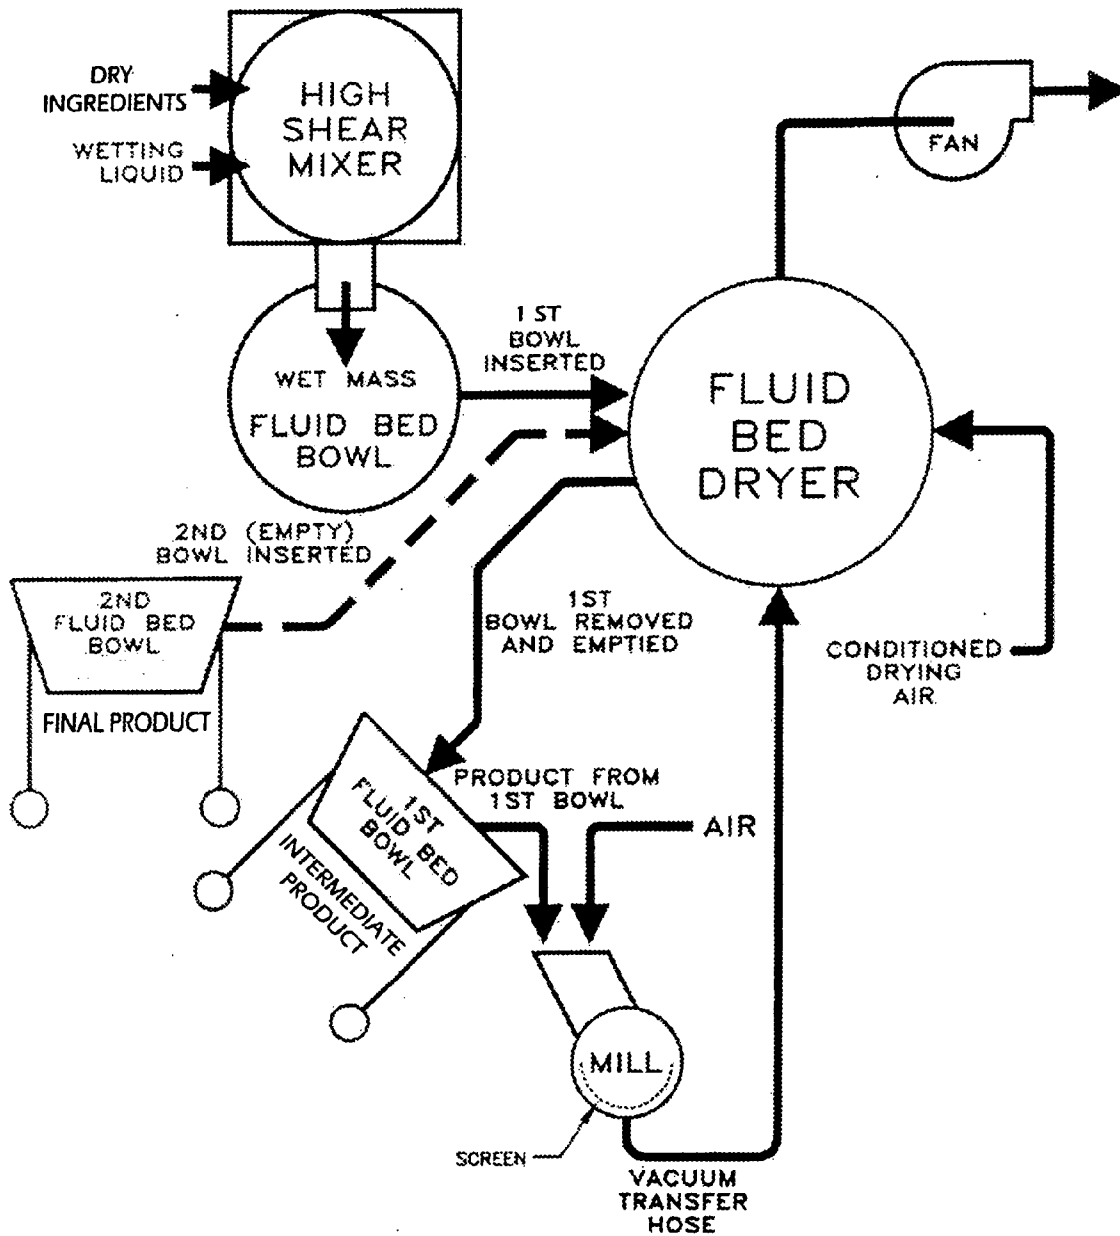 DRY
INGREDIENTS
WETTING
LIQUID
HIGH
SHEAR
MIXER
FAN
WET MASS
FLUID BED
BOWL
1ST
BOWL
INSERTED
FLUID
BED
DRYER
2ND (EMPTY)
BOWL INSERTED
2ND
FLUID BED
BOWL
FINAL PRODUCT
1ST
BOWL REMOVED
AND EMPTIED
CONDITIONED
DRYING
AIR
1ST
FLUID BED
BOWL
INTERMEDIATE
PRODUCT
PRODUCT FROM
1ST BOWL
AIR
MILL
SCREEN
VACUUM
TRANSFER
HOSE